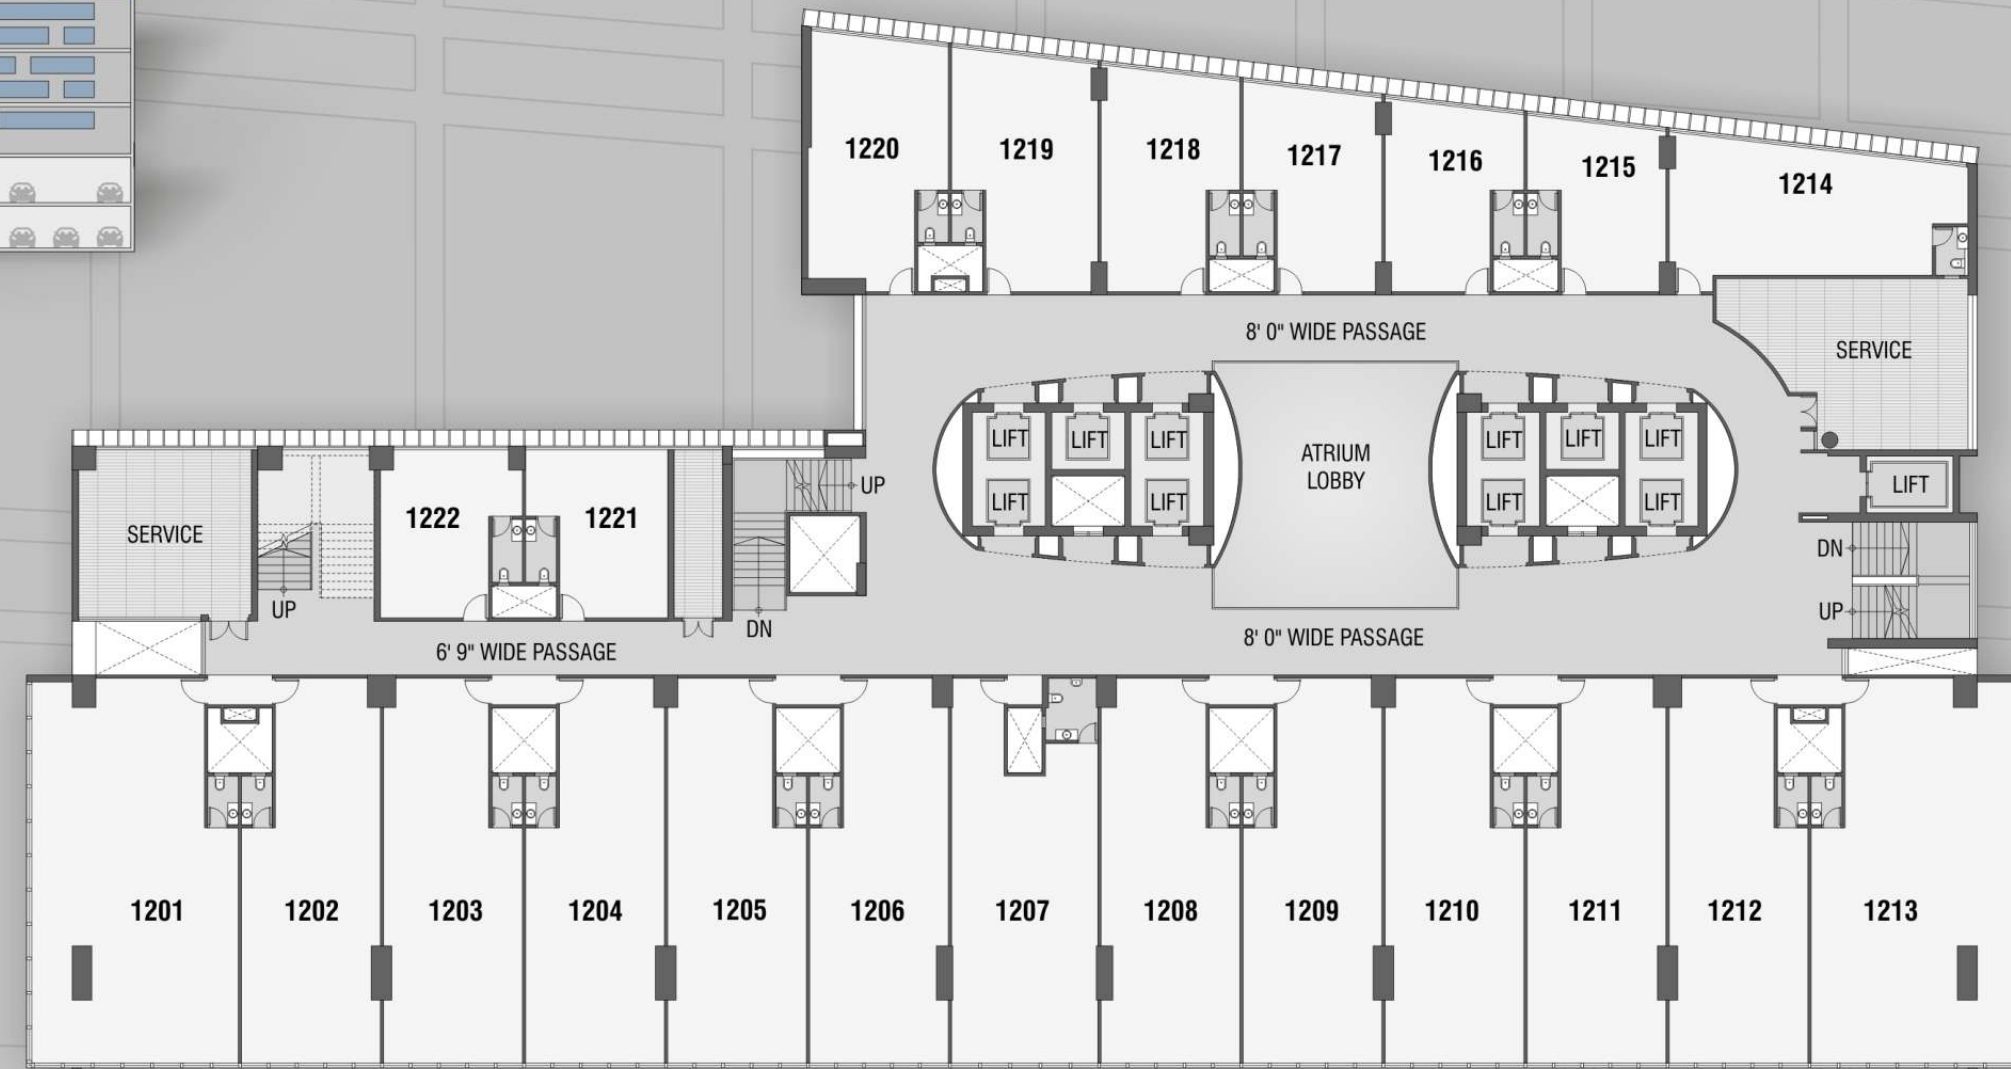 1220
1219
1218
1217
1216
1215
1214
8' 0" WIDE PASSAGE
SERVICE
LIFT
LIFT
LIFT
ATRIUM
LOBBY
LIFT
LIFT
LIFT
LIFT
LIFT
LIFT
LIFT
LIFT
UP
1222
1221
SERVICE
DN
UP
UP
DN
6' 9" WIDE PASSAGE
8' 0" WIDE PASSAGE
1201
1202
1203
1204
1205
1206
1207
1208
1209
1210
1211
1212
1213